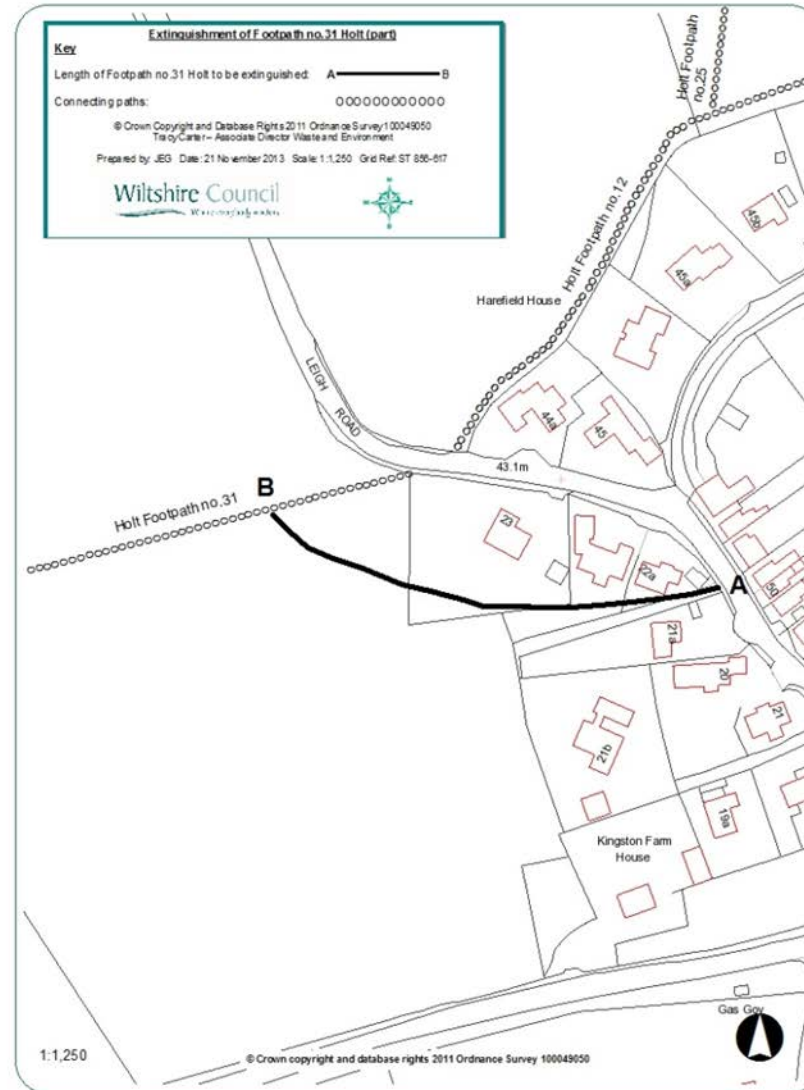 Extinguishment of Footpath no.31 Holt (part)
Key
Length of Footpath no.31 Holt to be extinguished: A B
Connecting paths:
© Crown Copyright and Database Rights 2011 Ordnance Survey 100049050
Tracy Carter – Associate Director Waste and Environment
Prepared by: JEG Date: 21 November 2013 Scale: 1:1,250 Grid Ref: ST 856-617
Wiltshire Council
Where everybody matters
Holt Footpath
no.25
Holt Footpath no.12
45b
45a
Harefield House
LEIGH
ROAD
44a
45
43.1m
B
Holt Footpath no.31
23
22a
A
50
21a
20
21
21b
19a
Kingston Farm
House
Gas Gov
1:1,250
© Crown copyright and database rights 2011 Ordnance Survey 100049050